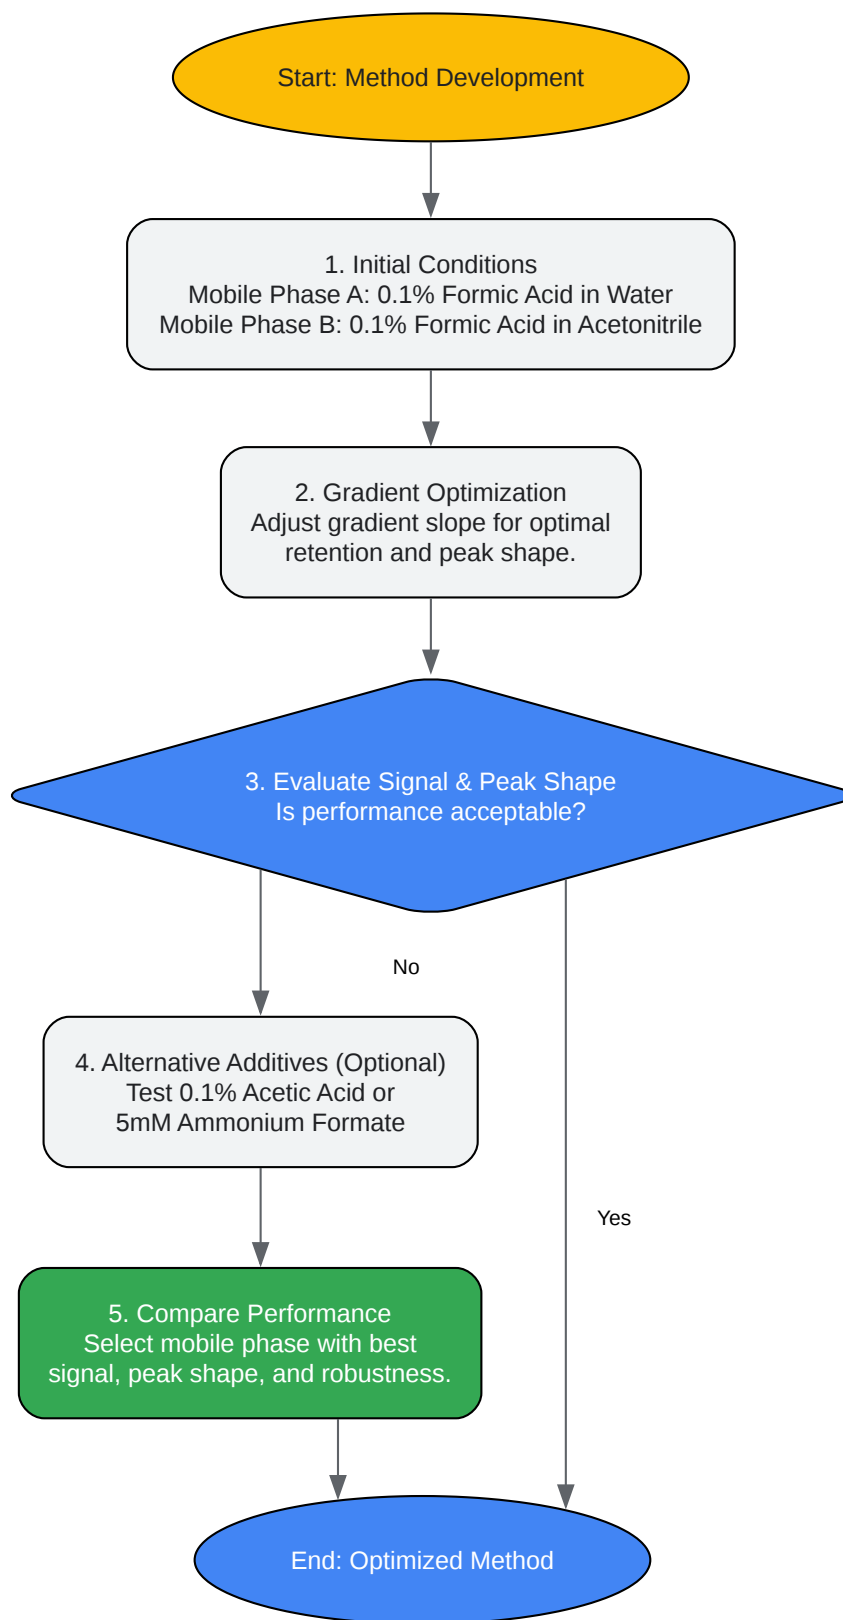 Start: Method Development
1. Initial Conditions
Mobile Phase A: 0.1% Formic Acid in Water
Mobile Phase B: 0.1% Formic Acid in Acetonitrile
2. Gradient Optimization
Adjust gradient slope for optimal
retention and peak shape.
3. Evaluate Signal & Peak Shape
Is performance acceptable?
No
4. Alternative Additives (Optional)
Test 0.1% Acetic Acid or
5mM Ammonium Formate
Yes
5. Compare Performance
Select mobile phase with best
signal, peak shape, and robustness.
End: Optimized Method